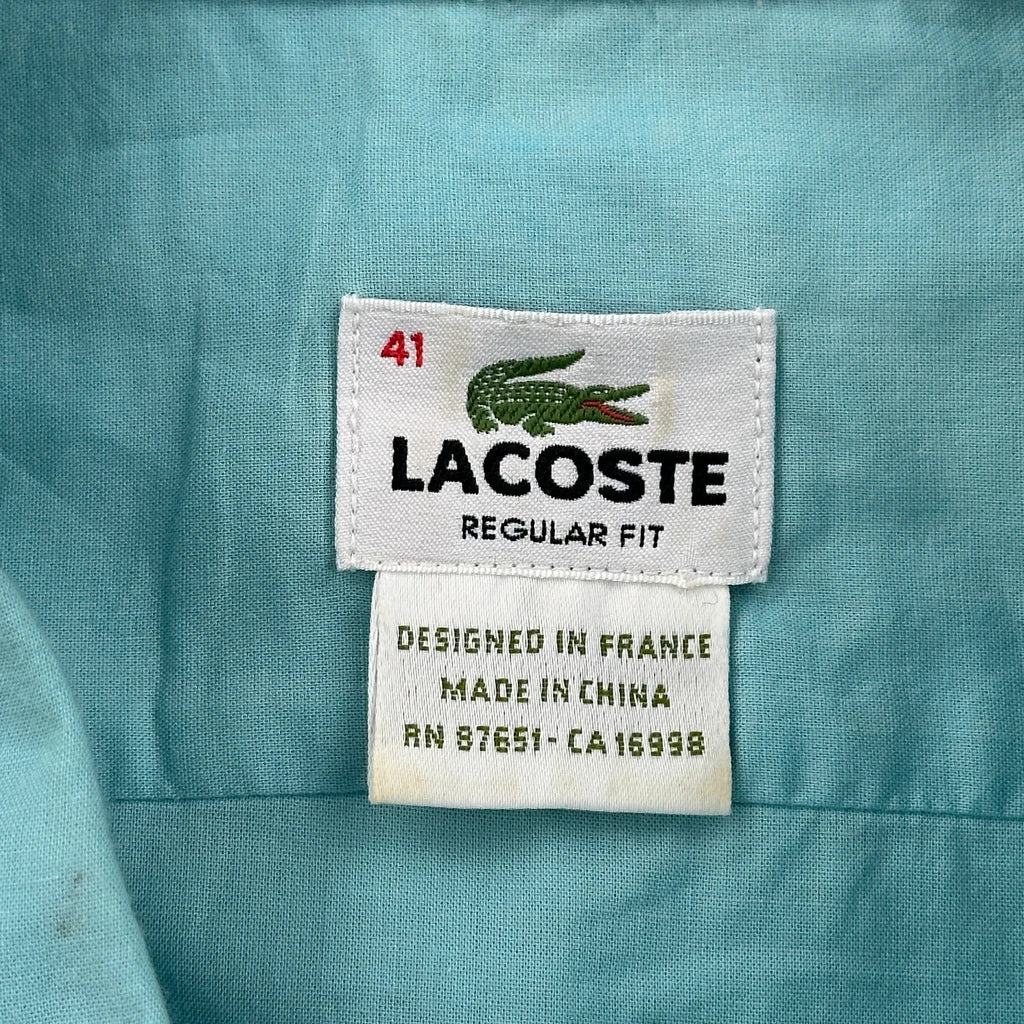 41
LACOSTE
REGULAR FIT
DESIGNED IN FRANCE
MADE IN CHINA
RN 87651 - CA 16998